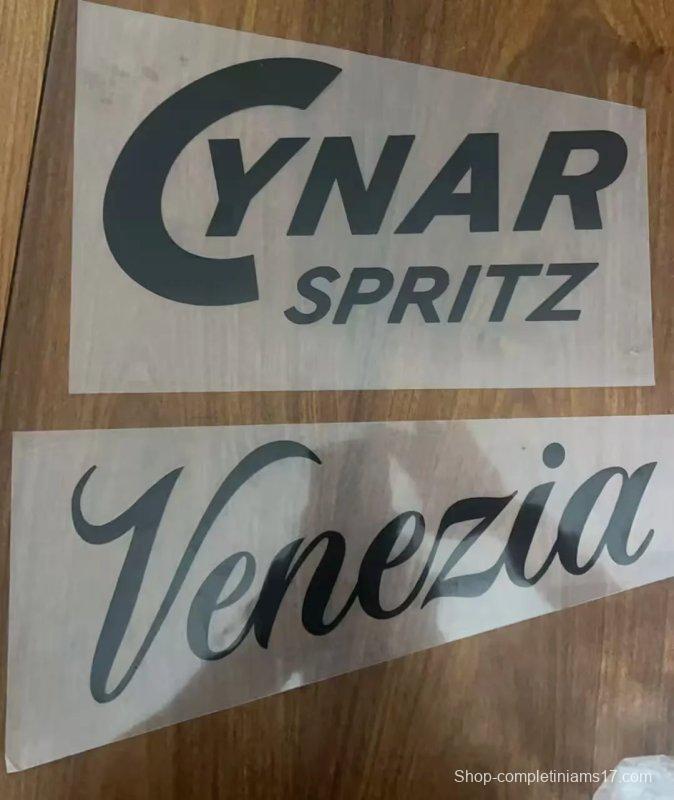 CYNAR
SPRITZ
Venezia
Shop-completiniams17.com